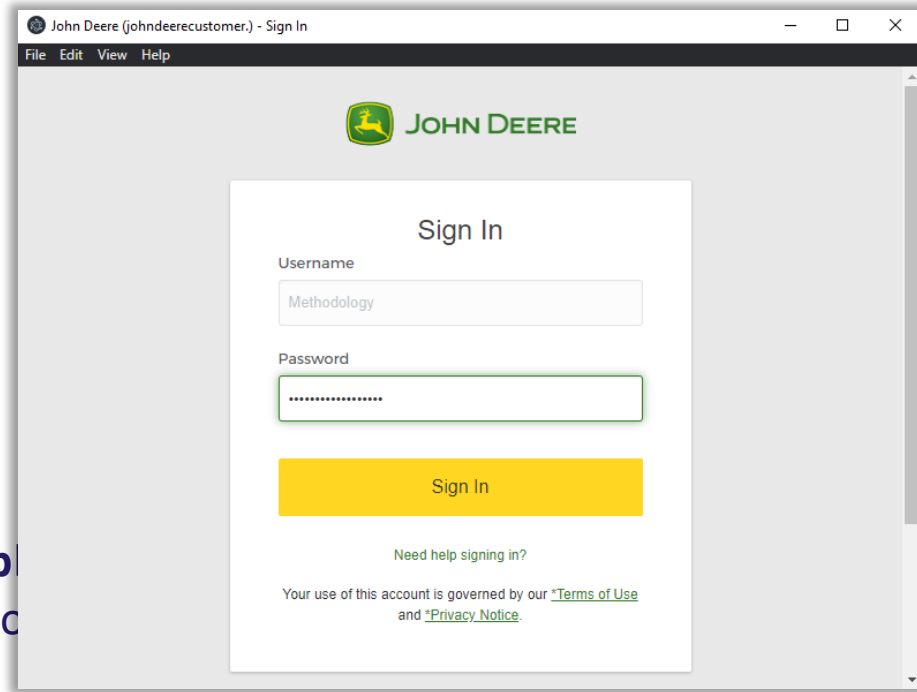 John Deere (johndeerecustomer.) - Sign In
File Edit View Help
JOHN DEERE
Sign In
Username
Methodology
Password
••••••••••••••••••
Sign In
Need help signing in?
Your use of this account is governed by our *Terms of Use
and *Privacy Notice.